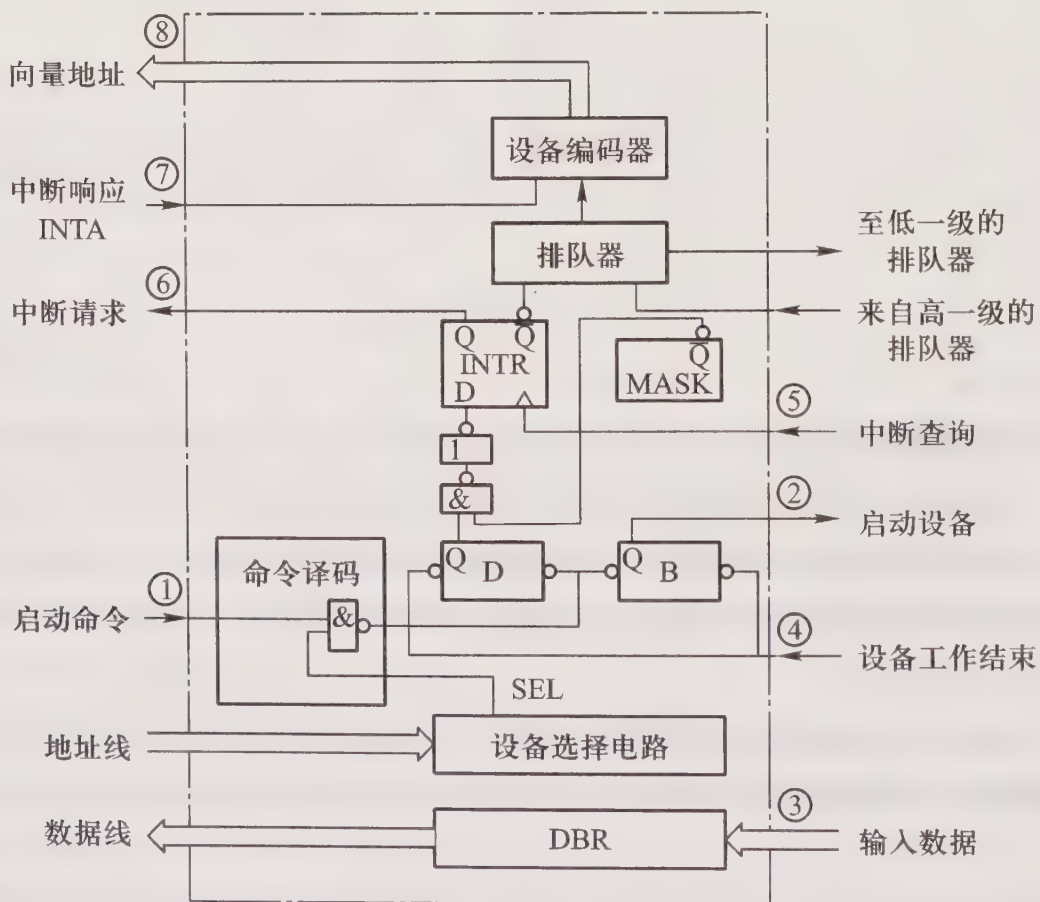 ⑧
向量地址
设备编码器
⑦
中断响应
INTA
排队器
至低一级的
排队器
⑥
中断请求
来自高一级的
排队器
Q Q̅
INTR
D
Q̅
MASK
⑤
中断查询
1
&
②
启动设备
Q D
Q B
命令译码
①
启动命令
&
④
设备工作结束
SEL
地址线
设备选择电路
③
数据线
DBR
输入数据